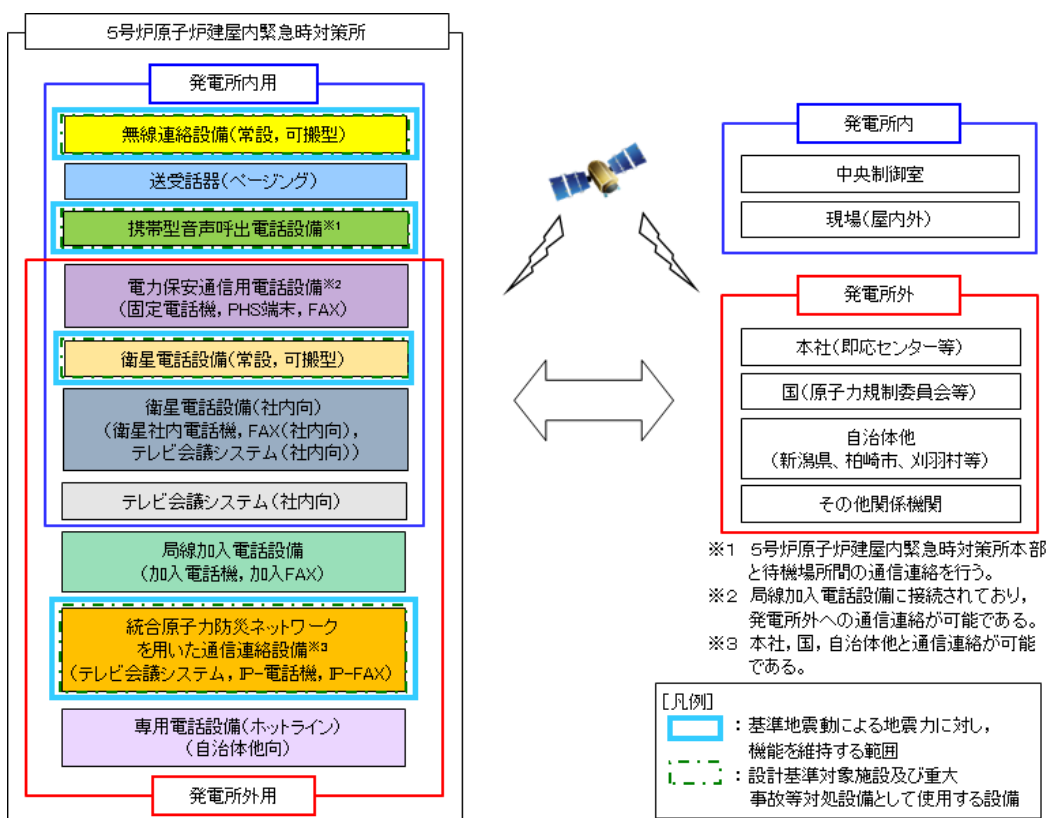 5号炉原子炉建屋内緊急時対策所
発電所内用
無線連絡設備(常設, 可搬型)
送受話器(ページング)
携帯型音声呼出電話設備※1
電力保安通信用電話設備※2
(固定電話機, PHS端末, FAX)
衛星電話設備(常設, 可搬型)
衛星電話設備(社内向)
(衛星社内電話機, FAX(社内向),
テレビ会議システム(社内向))
テレビ会議システム(社内向)
局線加入電話設備
(加入電話機, 加入FAX)
統合原子力防災ネットワーク
を用いた通信連絡設備※3
(テレビ会議システム, IP-電話機, IP-FAX)
専用電話設備(ホットライン)
(自治体他向)
発電所外用
発電所内
中央制御室
現場(屋内外)
発電所外
本社(即応センター等)
国(原子力規制委員会等)
自治体他
(新潟県、柏崎市、刈羽村等)
その他関係機関
※1 5号炉原子炉建屋内緊急時対策所本部
と待機場所間の通信連絡を行う。
※2 局線加入電話設備に接続されており,
発電所外への通信連絡が可能である。
※3 本社, 国, 自治体他と通信連絡が可能
である。
[凡例]
:基準地震動による地震力に対し,
機能を維持する範囲
:設計基準対象施設及び重大
事故等対処設備として使用する設備